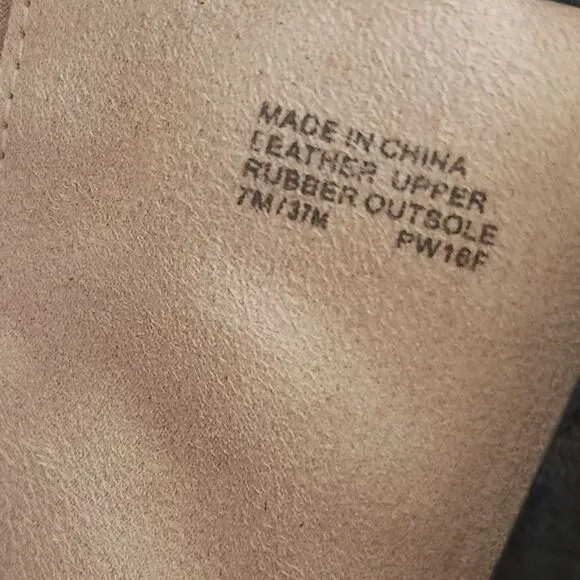 MADE IN CHINA
LEATHER UPPER
RUBBER OUTSOLE
7M/37M PW16F